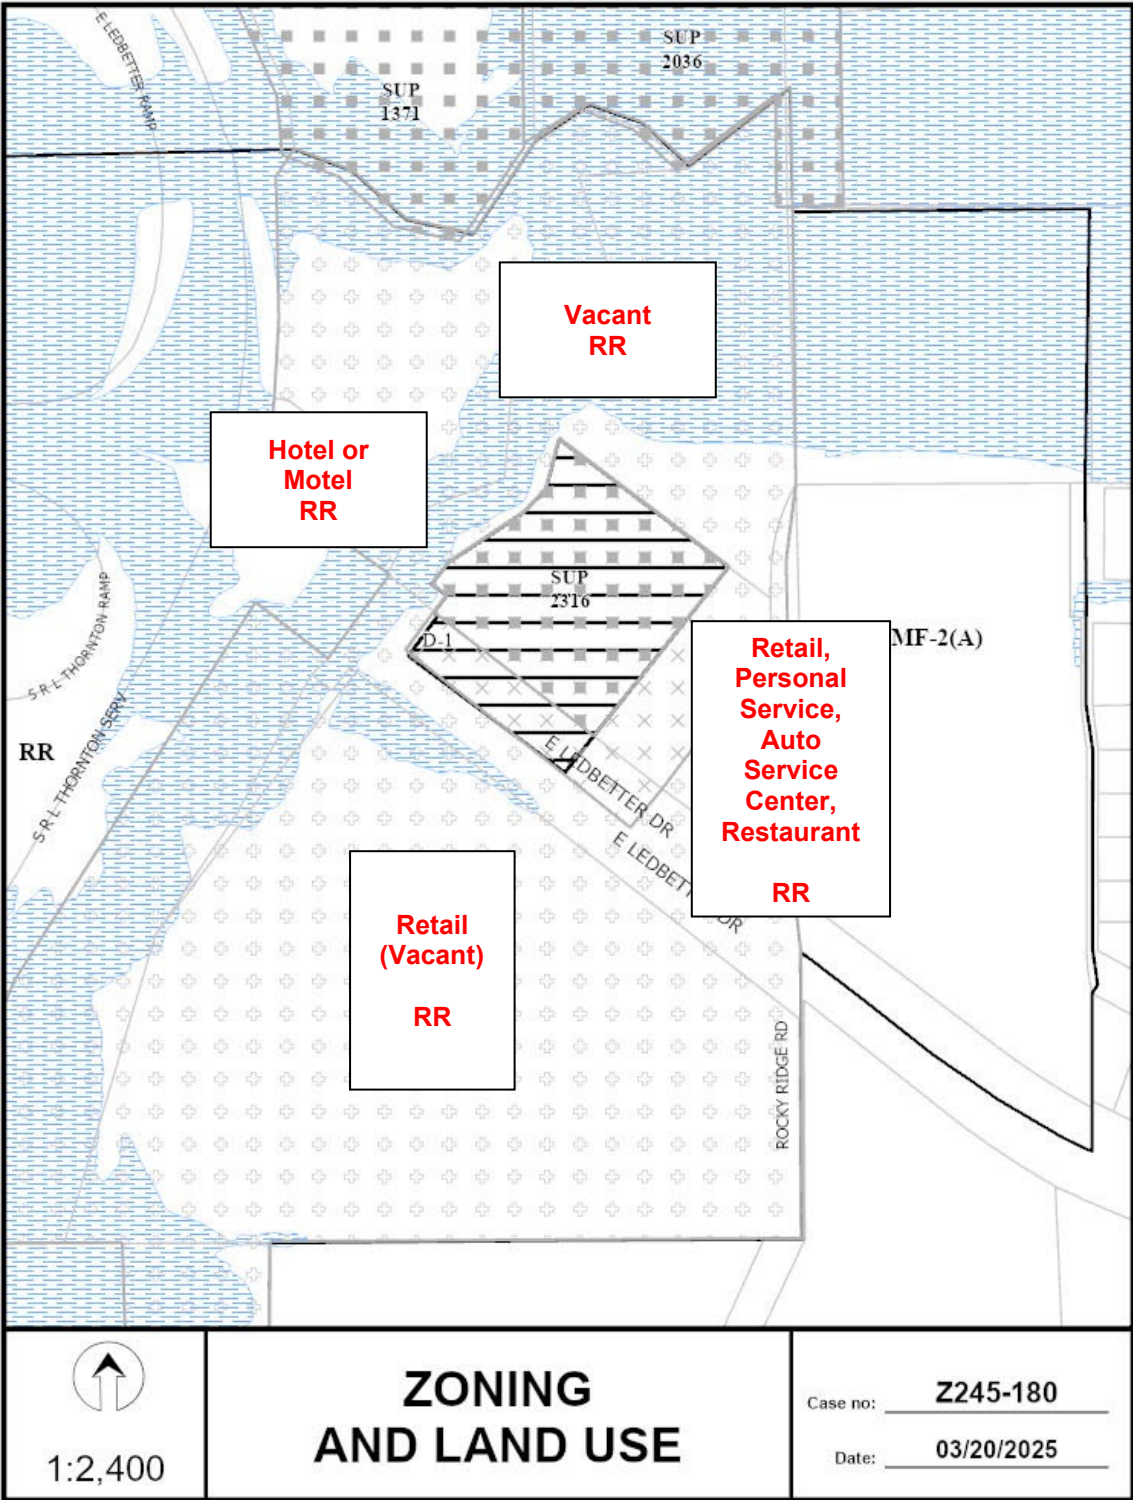 E LEDBETTER RAMP
SUP
2036
SUP
1371
Vacant
RR
Hotel or
Motel
RR
SUP
2316
D-1
S R L THORNTON RAMP
S R L THORNTON SERV
RR
MF-2(A)
Retail,
Personal
Service,
Auto
Service
Center,
Restaurant
RR
E LEDBETTER DR
E LEDBETT
DR
Retail
(Vacant)
RR
ROCKY RIDGE RD
1:2,400
ZONING
AND LAND USE
Case no: Z245-180
Date: 03/20/2025